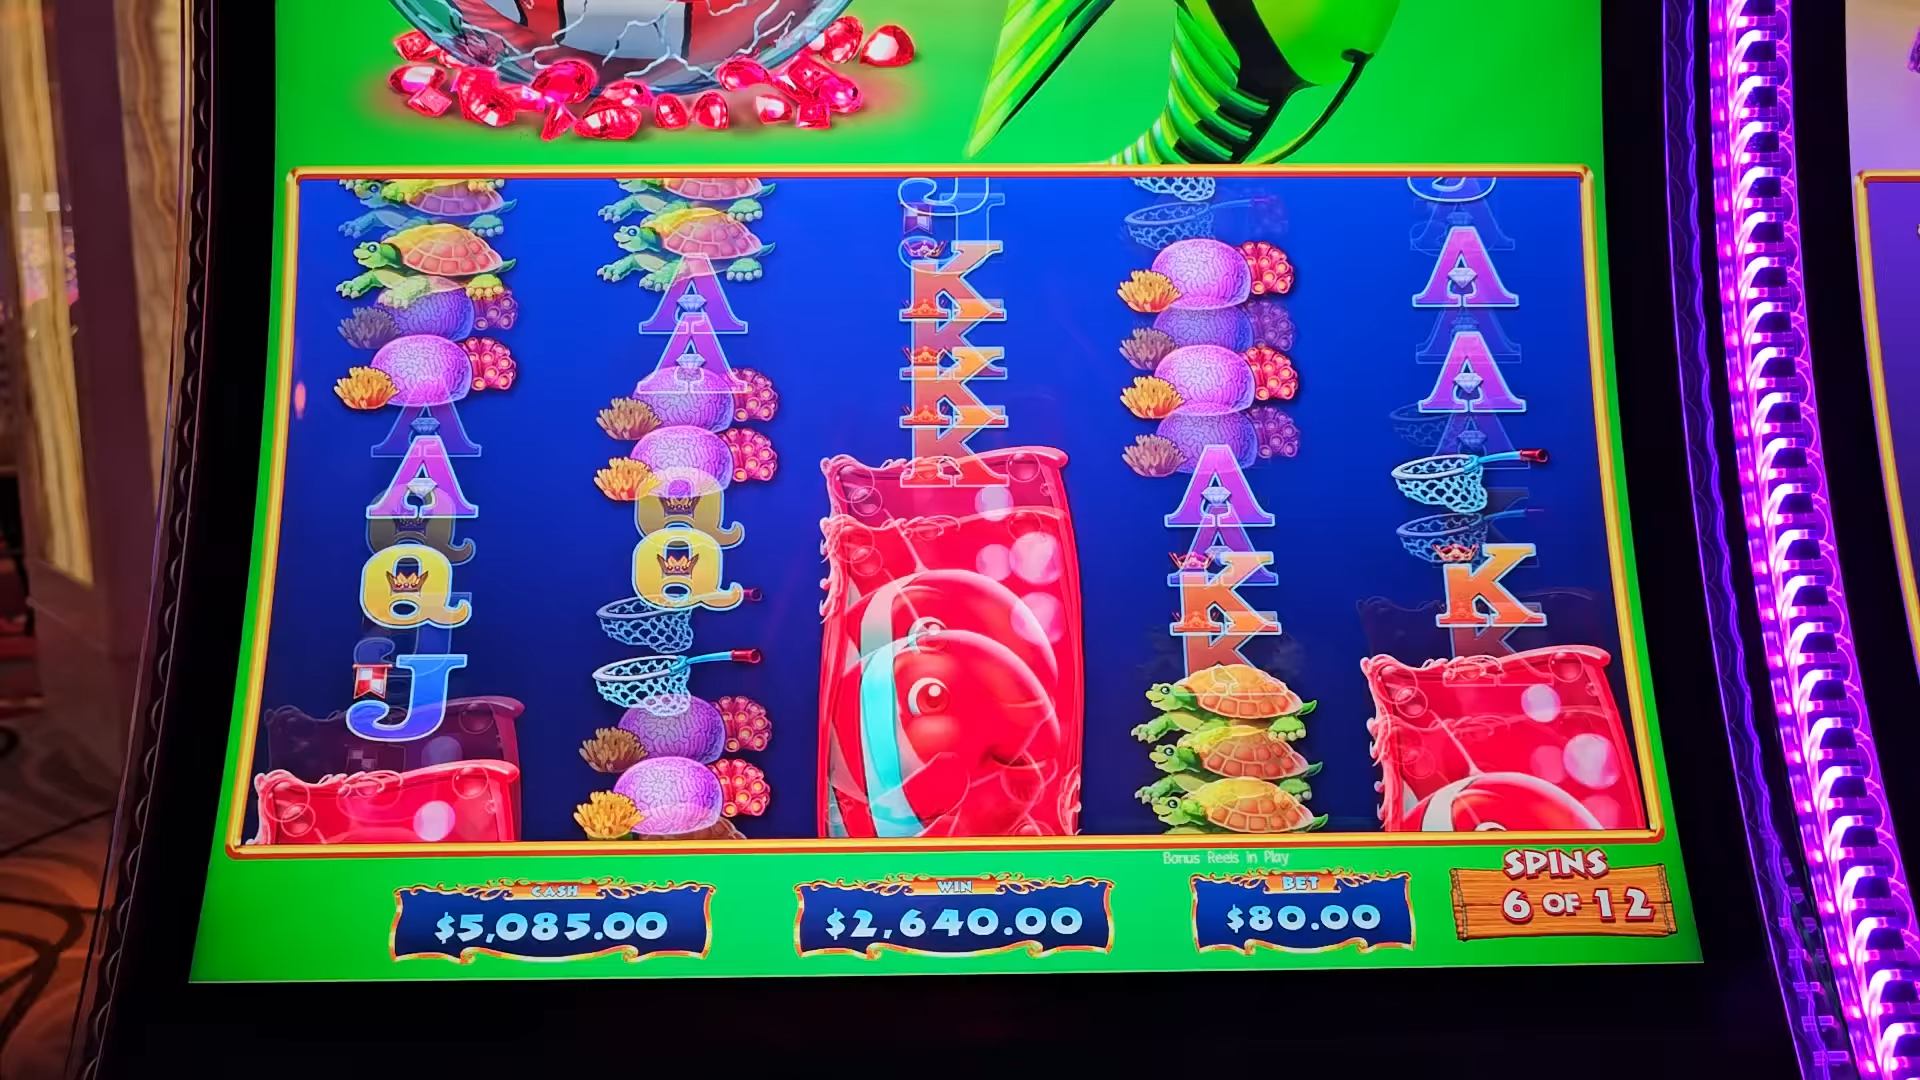 J
K
A
K
A
K
A
A
A
A
Q
Q
K
K
J
Bonus Reels in Play
SPINS
6 OF 12
CASH
$5,085.00
WIN
$2,640.00
BET
$80.00